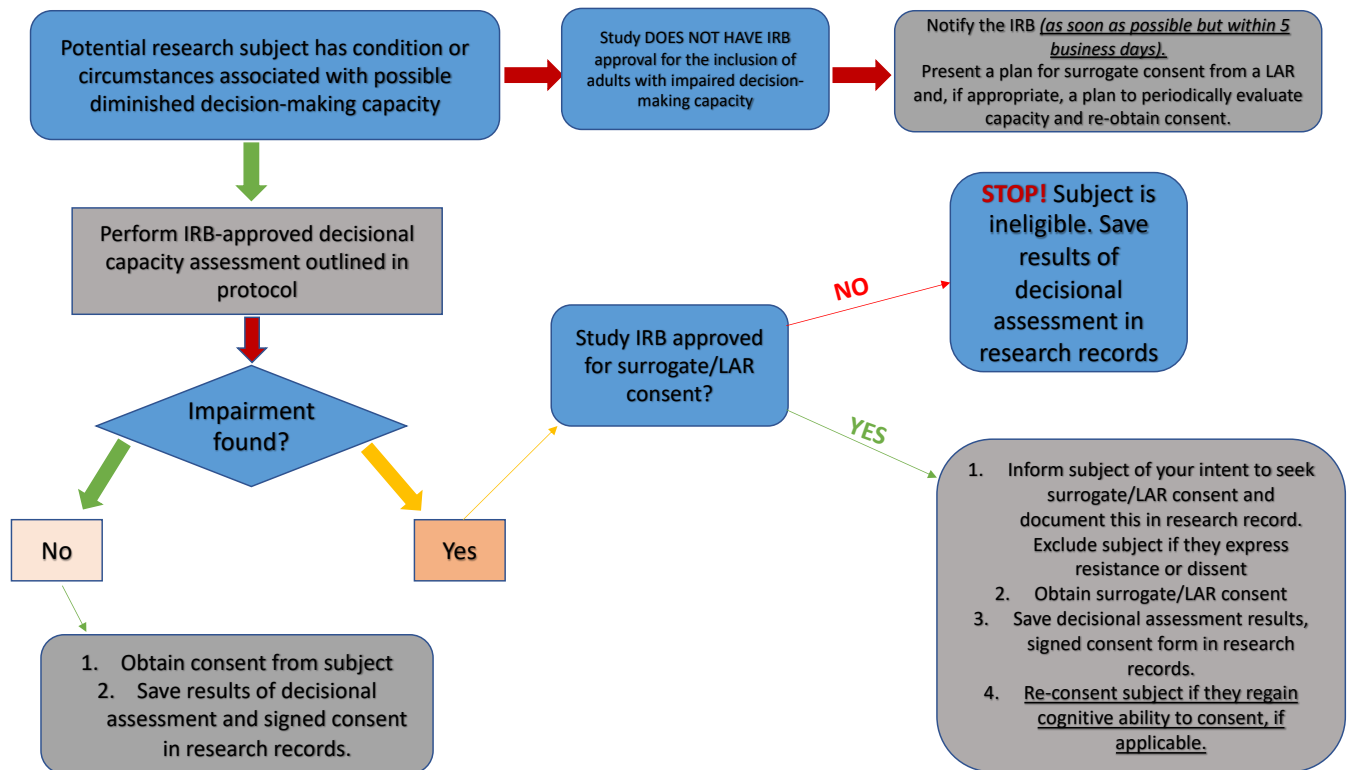 Potential research subject has condition or
circumstances associated with possible
diminished decision-making capacity
Study DOES NOT HAVE IRB
approval for the inclusion of
adults with impaired decision-
making capacity
Notify the IRB (as soon as possible but within 5
business days).
Present a plan for surrogate consent from a LAR
and, if appropriate, a plan to periodically evaluate
capacity and re-obtain consent.
Perform IRB-approved decisional
capacity assessment outlined in
protocol
Impairment
found?
No
Yes
1. Obtain consent from subject
2. Save results of decisional
assessment and signed consent
in research records.
Study IRB approved
for surrogate/LAR
consent?
NO
STOP! Subject is
ineligible. Save
results of
decisional
assessment in
research records
YES
1. Inform subject of your intent to seek
surrogate/LAR consent and
document this in research record.
Exclude subject if they express
resistance or dissent
2. Obtain surrogate/LAR consent
3. Save decisional assessment results,
signed consent form in research
records.
4. Re-consent subject if they regain
cognitive ability to consent, if
applicable.